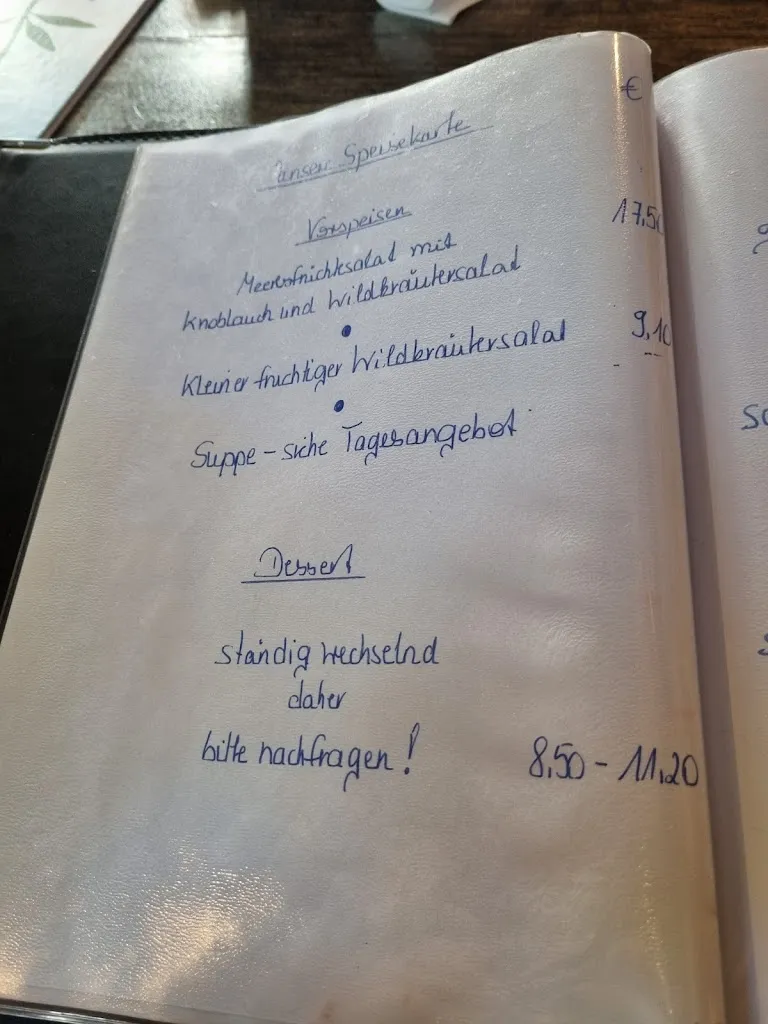 €
Unsere Speisekarte
Vorspeisen
17,50
Meeresfrüchtesalat mit
Knoblauch und Wildkräutersalat
•
Kleiner fruchtiger Wildkräutersalat 9,10
•
Suppe - siehe Tagesangebot
Dessert
ständig wechselnd
daher
bitte nachfragen! 8,50 - 11,20